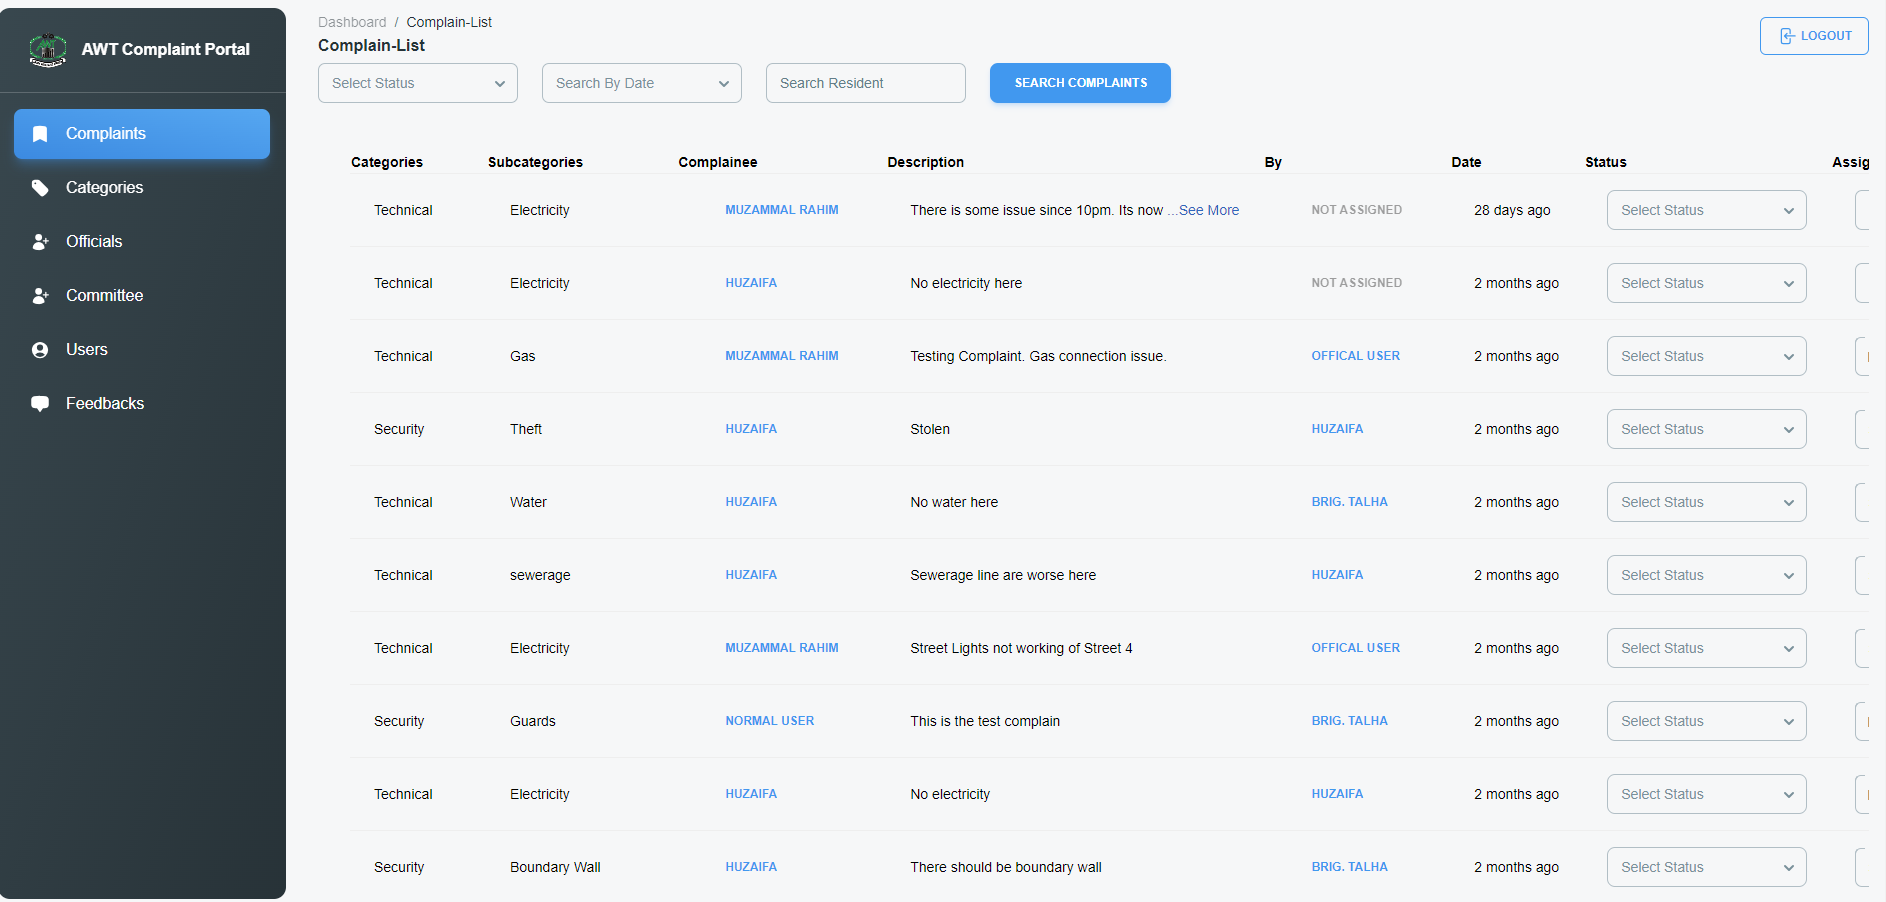 AWT Complaint Portal
Complaints
Categories
Officials
Committee
Users
Feedbacks
Dashboard / Complain-List
Complain-List
LOGOUT
Select Status Search By Date Search Resident SEARCH COMPLAINTS
Categories Subcategories Complainee Description By Date Status Assig
Technical Electricity MUZAMMAL RAHIM There is some issue since 10pm. Its now ...See More NOT ASSIGNED 28 days ago Select Status
Technical Electricity HUZAIFA No electricity here NOT ASSIGNED 2 months ago Select Status
Technical Gas MUZAMMAL RAHIM Testing Complaint. Gas connection issue. OFFICAL USER 2 months ago Select Status
Security Theft HUZAIFA Stolen HUZAIFA 2 months ago Select Status
Technical Water HUZAIFA No water here BRIG. TALHA 2 months ago Select Status
Technical sewerage HUZAIFA Sewerage line are worse here HUZAIFA 2 months ago Select Status
Technical Electricity MUZAMMAL RAHIM Street Lights not working of Street 4 OFFICAL USER 2 months ago Select Status
Security Guards NORMAL USER This is the test complain BRIG. TALHA 2 months ago Select Status
Technical Electricity HUZAIFA No electricity HUZAIFA 2 months ago Select Status
Security Boundary Wall HUZAIFA There should be boundary wall BRIG. TALHA 2 months ago Select Status